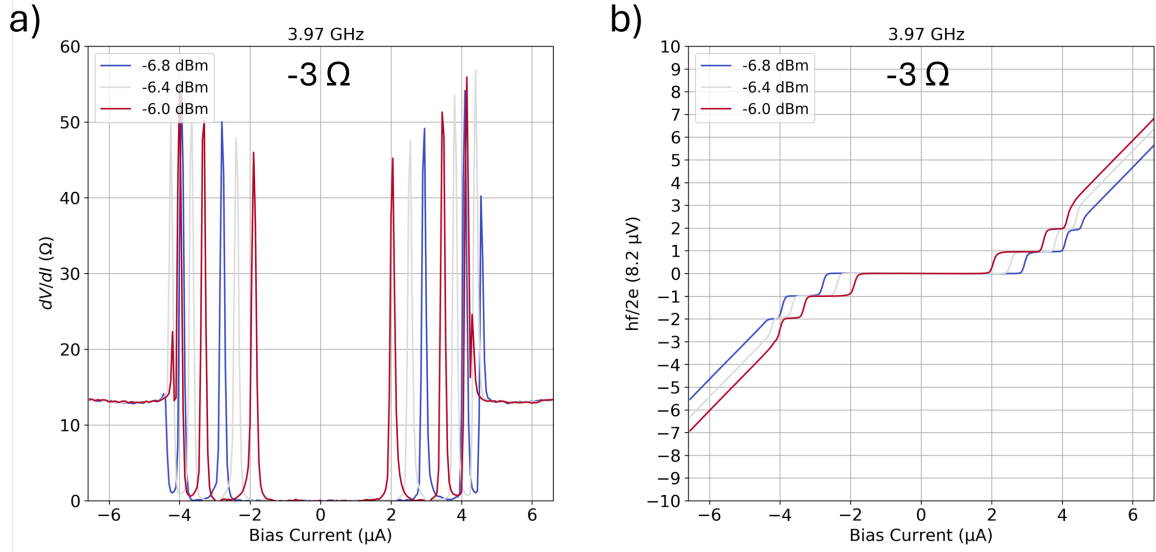 a)
3.97 GHz
-3 Ω
-6.8 dBm
-6.4 dBm
-6.0 dBm
60
50
40
30
20
10
0
dV/dI (Ω)
−6
−4
−2
0
2
4
6
Bias Current (μA)
b)
3.97 GHz
-3 Ω
-6.8 dBm
-6.4 dBm
-6.0 dBm
10
9
8
7
6
5
4
3
2
1
0
−1
−2
−3
−4
−5
−6
−7
−8
−9
−10
hf/2e (8.2 μV)
−6
−4
−2
0
2
4
6
Bias Current (μA)